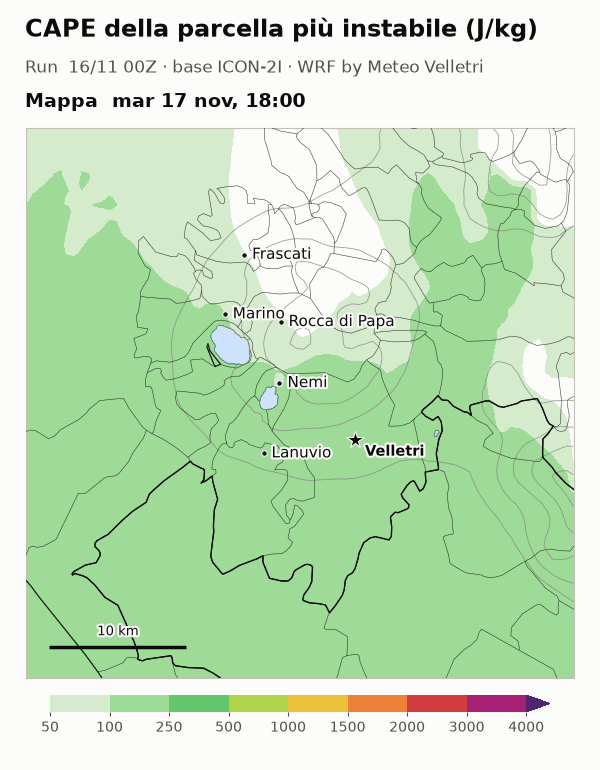 CAPE della parcella più instabile (J/kg)
Run  16/11 00Z · base ICON-2I · WRF by Meteo Velletri
Mappa  mar 17 nov, 18:00
Frascati
Marino
Rocca di Papa
Nemi
Velletri
Lanuvio
10 km
50 100 250 500 1000 1500 2000 3000 4000